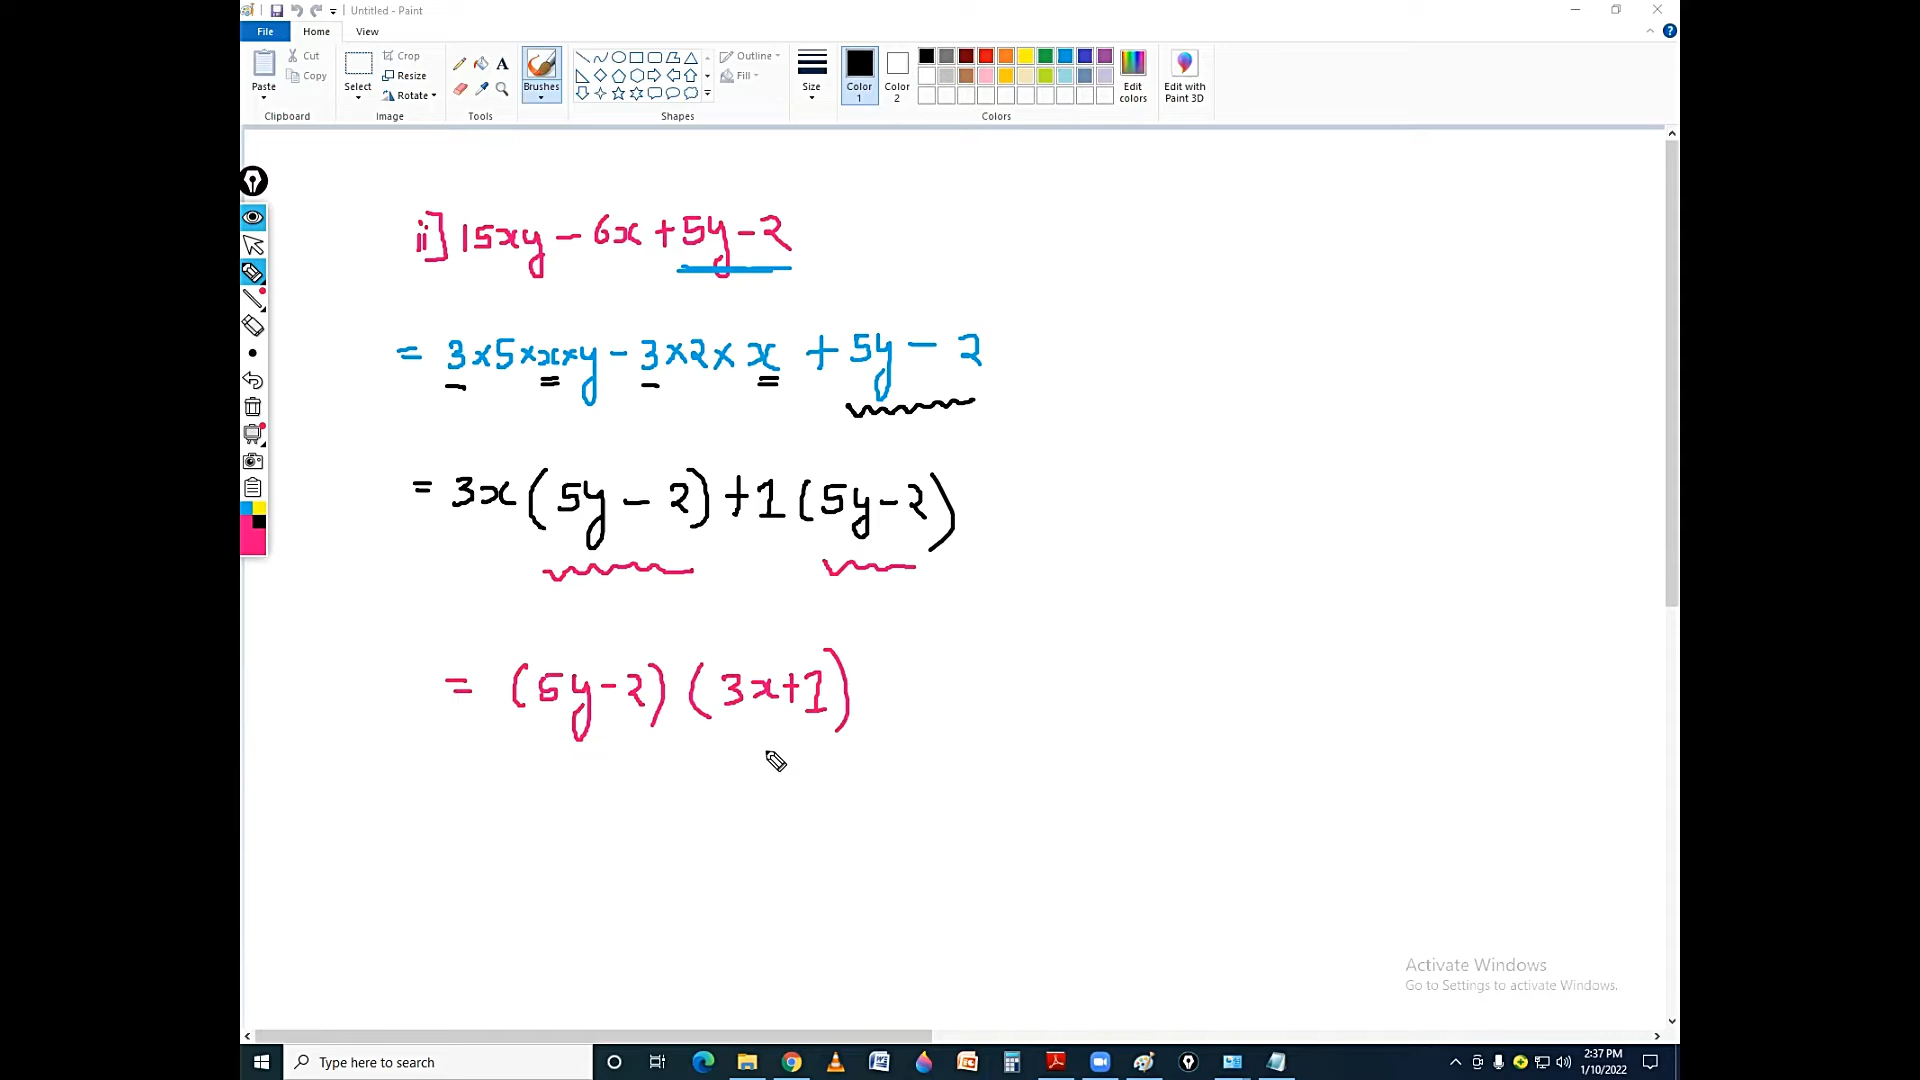 Untitled - Paint
File Home View
Paste Cut Copy Clipboard
Select Crop Resize Rotate Image
Tools
Brushes
Shapes Outline Fill
Size
Color 1 Color 2 Edit colors Colors
Edit with Paint 3D
ii] 15xy - 6x + 5y - 2
= 3×5×x×y - 3×2×x + 5y - 2
= 3x(5y - 2) + 1(5y - 2)
= (5y - 2)(3x + 1)
Activate Windows
Go to Settings to activate Windows.
Type here to search
2:37 PM
1/10/2022